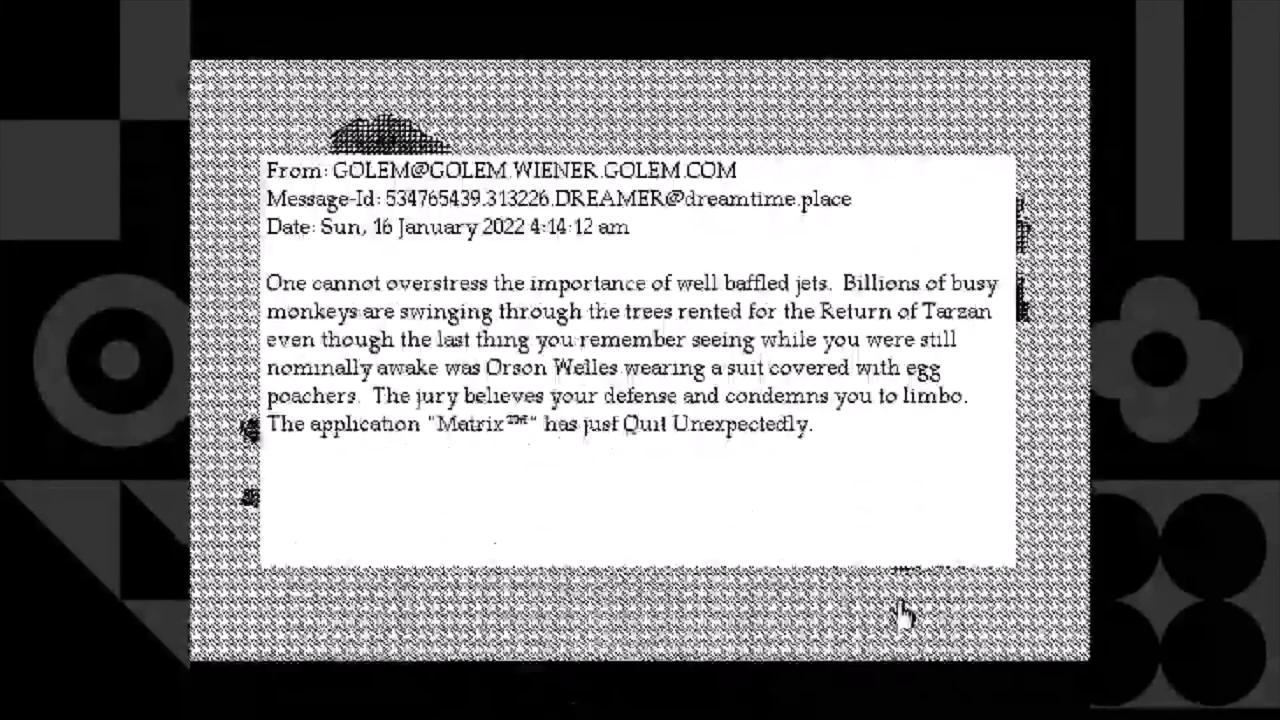 From: GOLEM@GOLEM.WIENER.GOLEM.COM
Message-Id: 534765439.313226.DREAMER@dreamtime.place
Date: Sun, 16 January 2022 4:14:12 am
One cannot overstress the importance of well baffled jets.  Billions of busy
monkeys are swinging through the trees rented for the Return of Tarzan
even though the last thing you remember seeing while you were still
nominally awake was Orson Welles wearing a suit covered with egg
poachers.  The jury believes your defense and condemns you to limbo.
The application "Matrix™" has just Quit Unexpectedly.